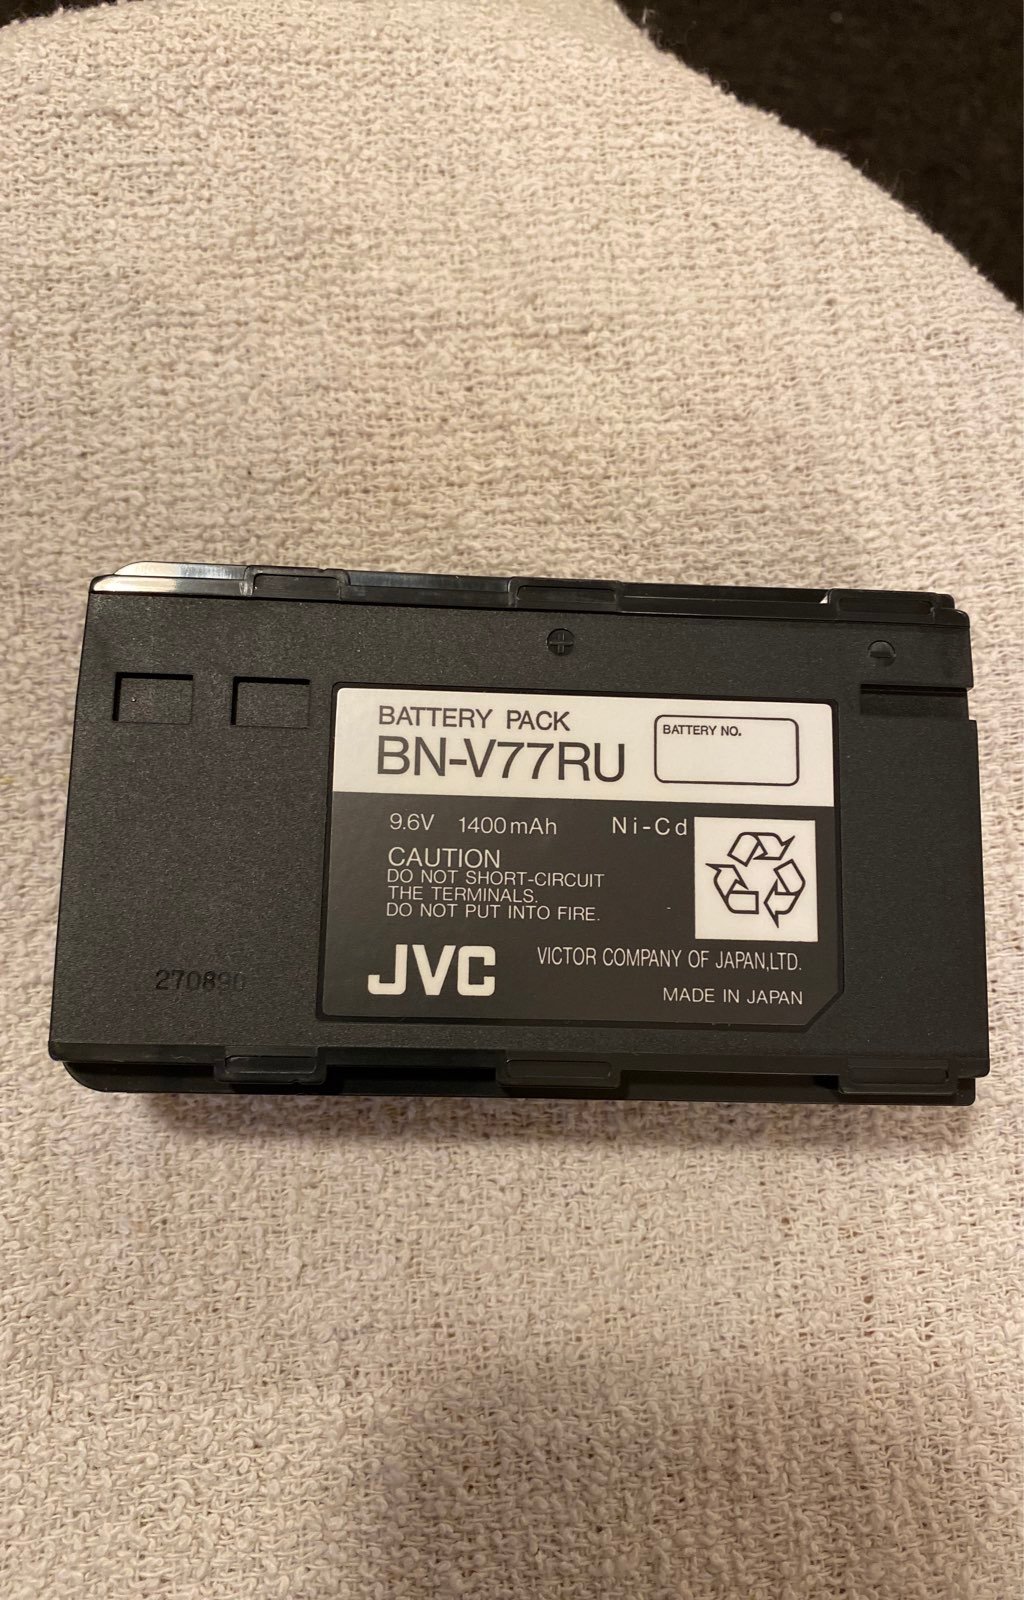 BATTERY PACK
BN-V77RU
BATTERY NO.
9.6V 1400mAh Ni-Cd
CAUTION
DO NOT SHORT-CIRCUIT
THE TERMINALS.
DO NOT PUT INTO FIRE.
JVC
VICTOR COMPANY OF JAPAN,LTD.
MADE IN JAPAN
270890